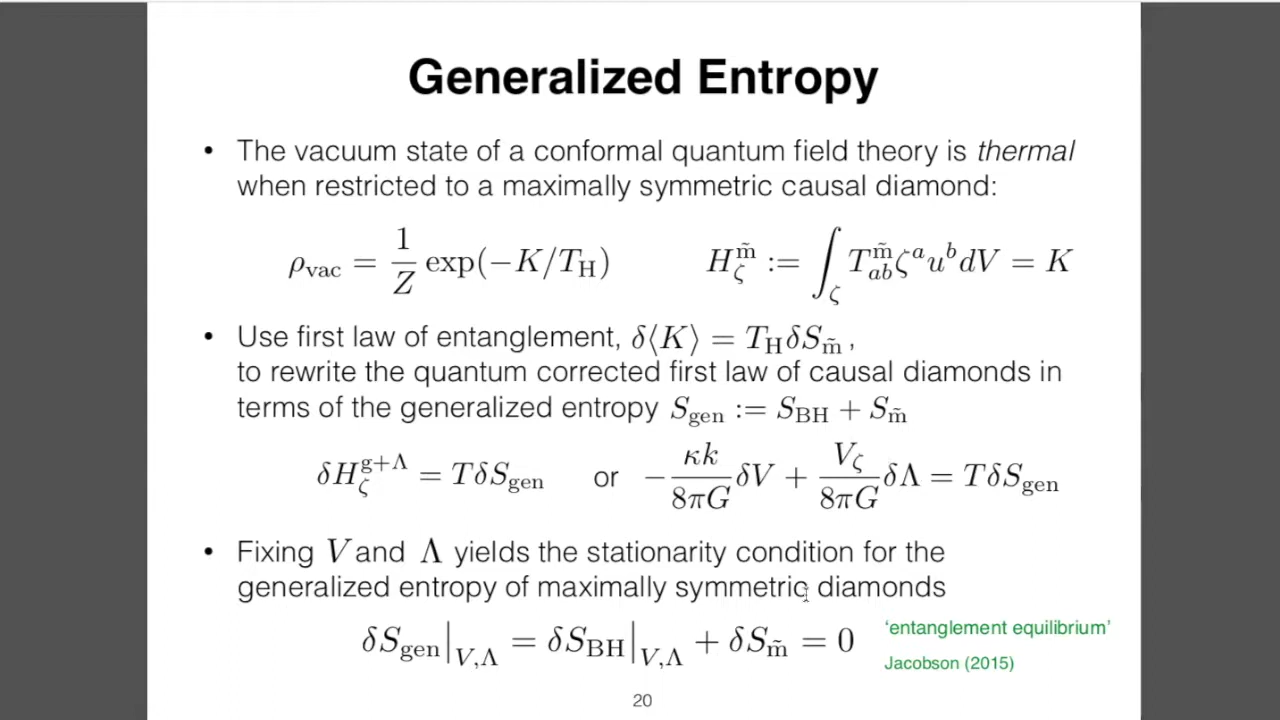 Generalized Entropy
• The vacuum state of a conformal quantum field theory is thermal
when restricted to a maximally symmetric causal diamond:
ρ_vac = 1/Z exp(−K/T_H)    H_ζ^m̃ := ∫_ζ T_ab^m̃ ζ^a u^b dV = K
• Use first law of entanglement, δ⟨K⟩ = T_H δS_m̃ ,
to rewrite the quantum corrected first law of causal diamonds in
terms of the generalized entropy S_gen := S_BH + S_m̃
δH_ζ^{g+Λ} = TδS_gen    or    − κk/8πG δV + V_ζ/8πG δΛ = TδS_gen
• Fixing V and Λ yields the stationarity condition for the
generalized entropy of maximally symmetric diamonds
δS_gen|_{V,Λ} = δS_BH|_{V,Λ} + δS_m̃ = 0
‘entanglement equilibrium’
Jacobson (2015)
20